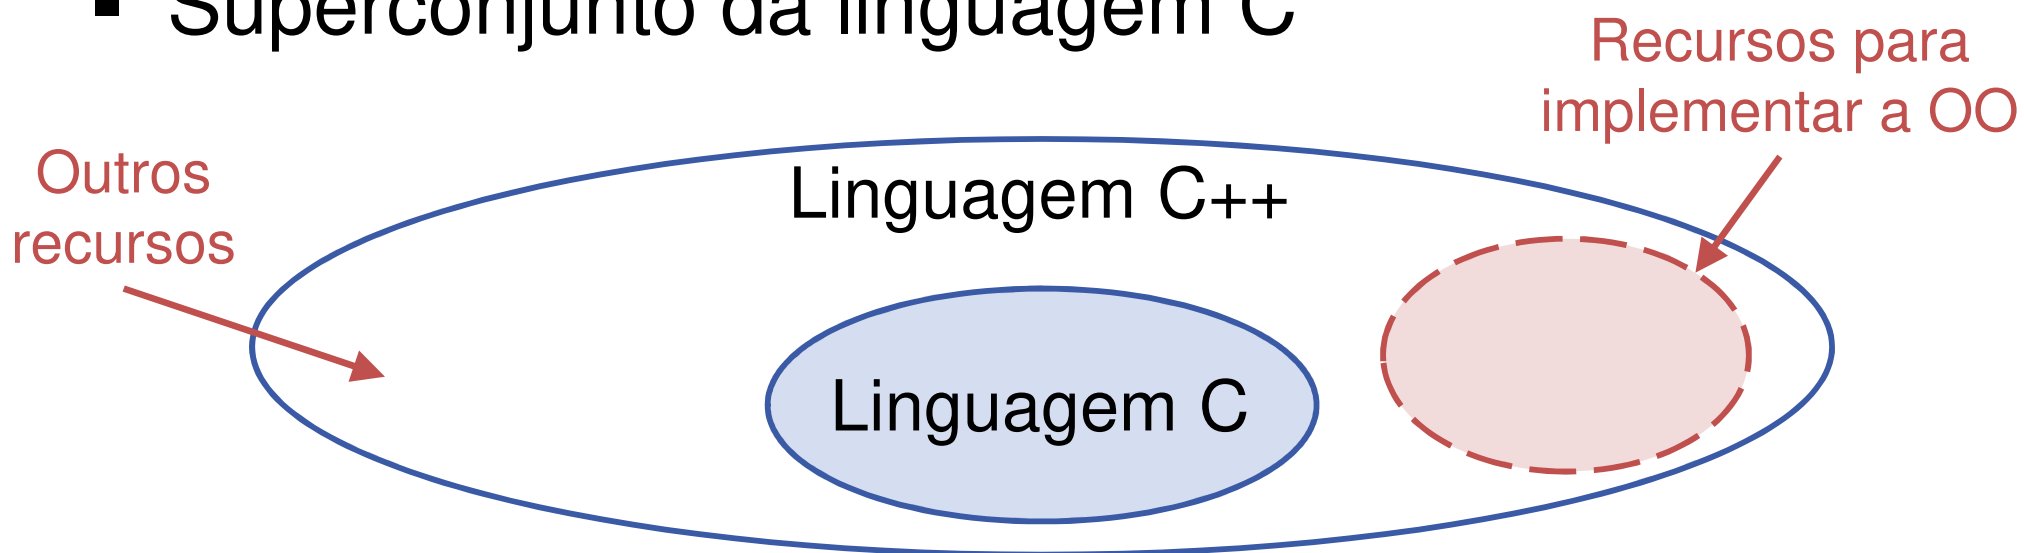 Superconjunto da linguagem C
Recursos para
implementar a OO
Outros
recursos
Linguagem C++
Linguagem C